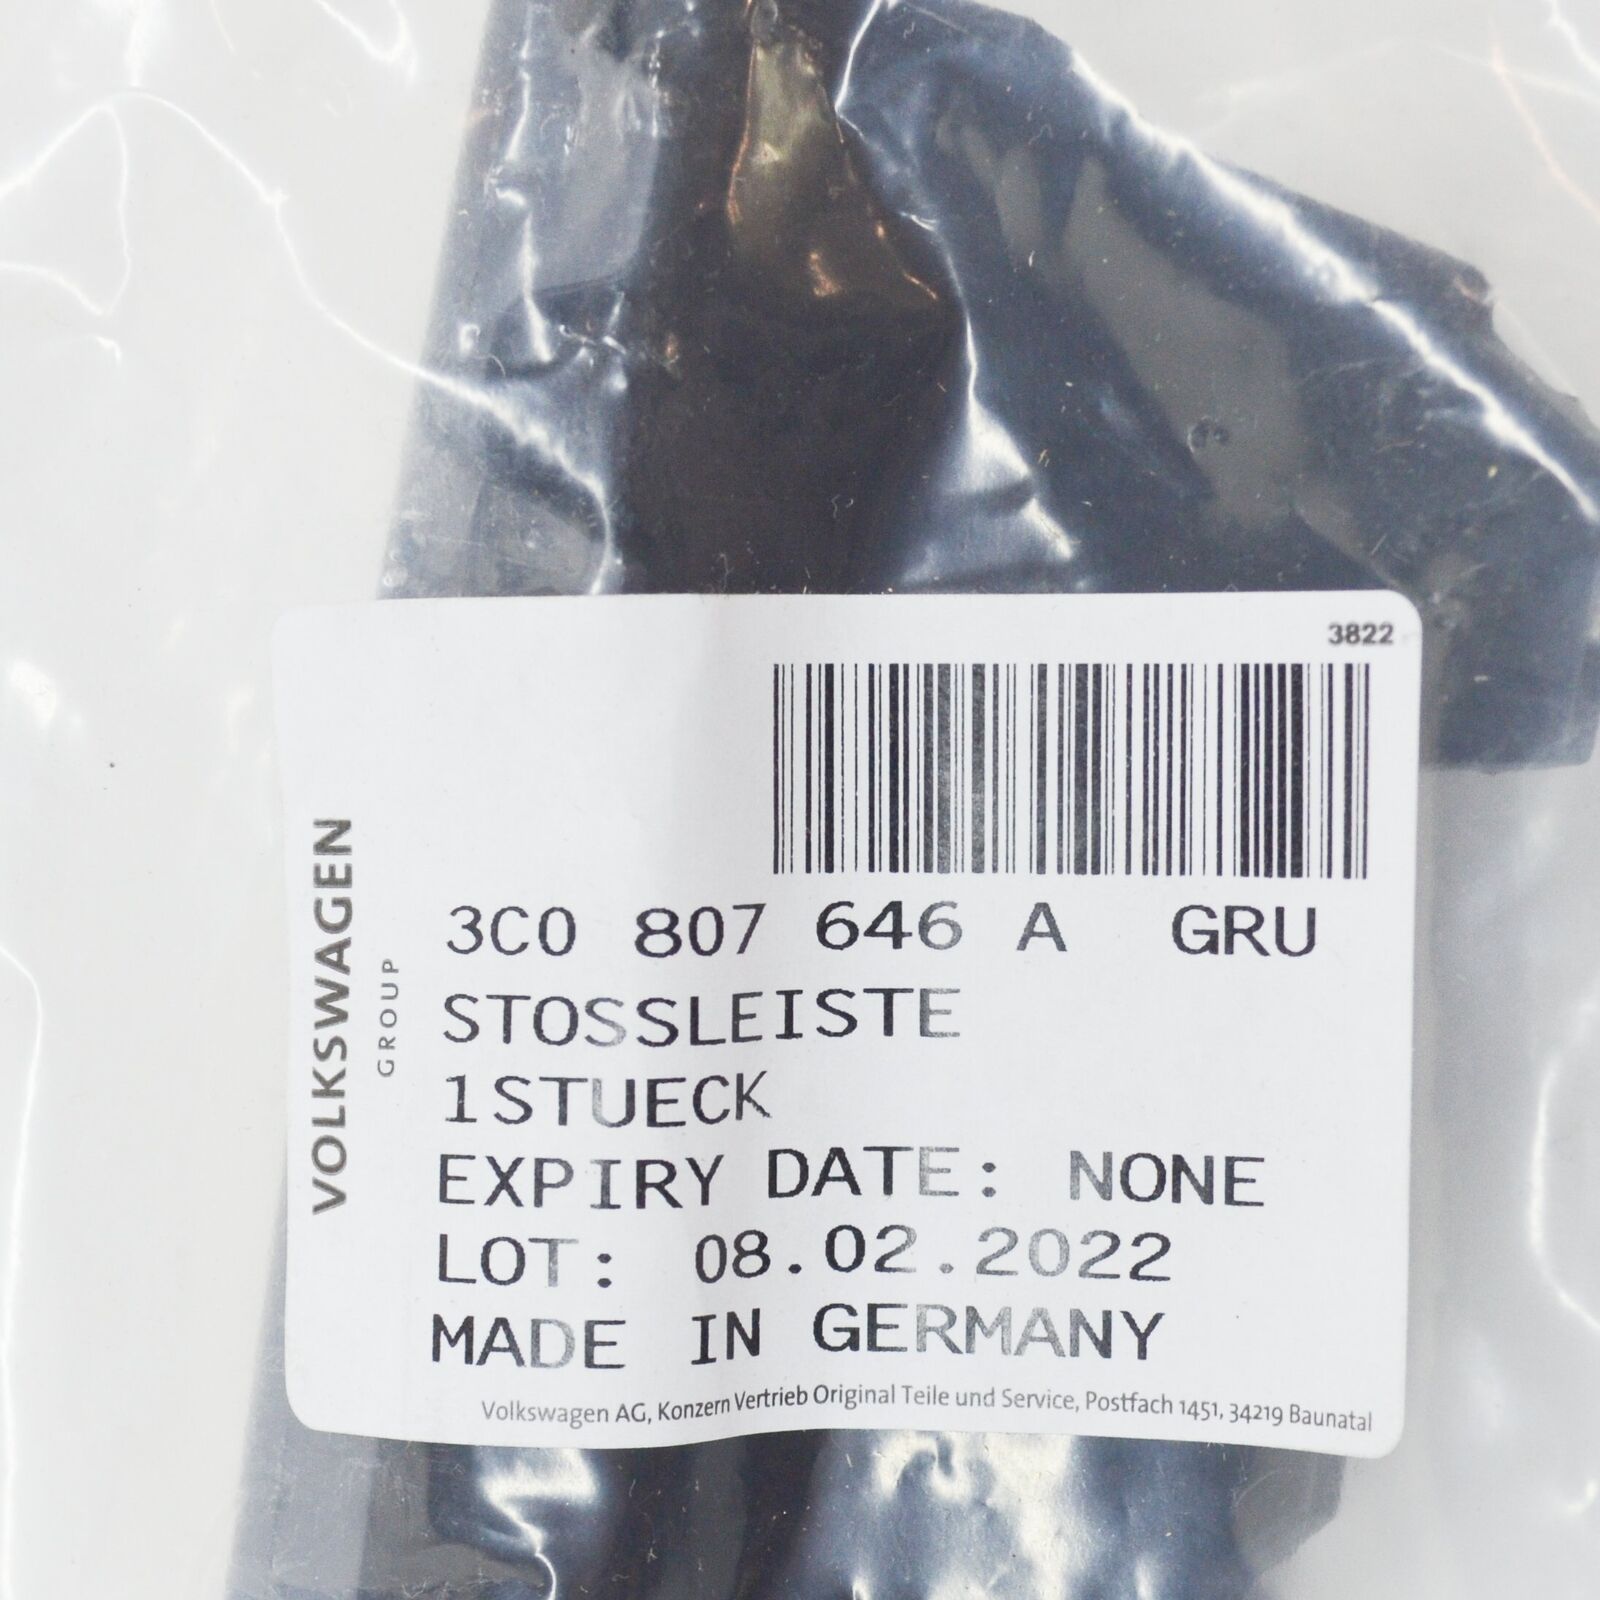 3822
VOLKSWAGEN
GROUP
3C0 807 646 A GRU
STOSSLEISTE
1STUECK
EXPIRY DATE: NONE
LOT: 08.02.2022
MADE IN GERMANY
Volkswagen AG, Konzern Vertrieb Original Teile und Service, Postfach 1451, 34219 Baunatal